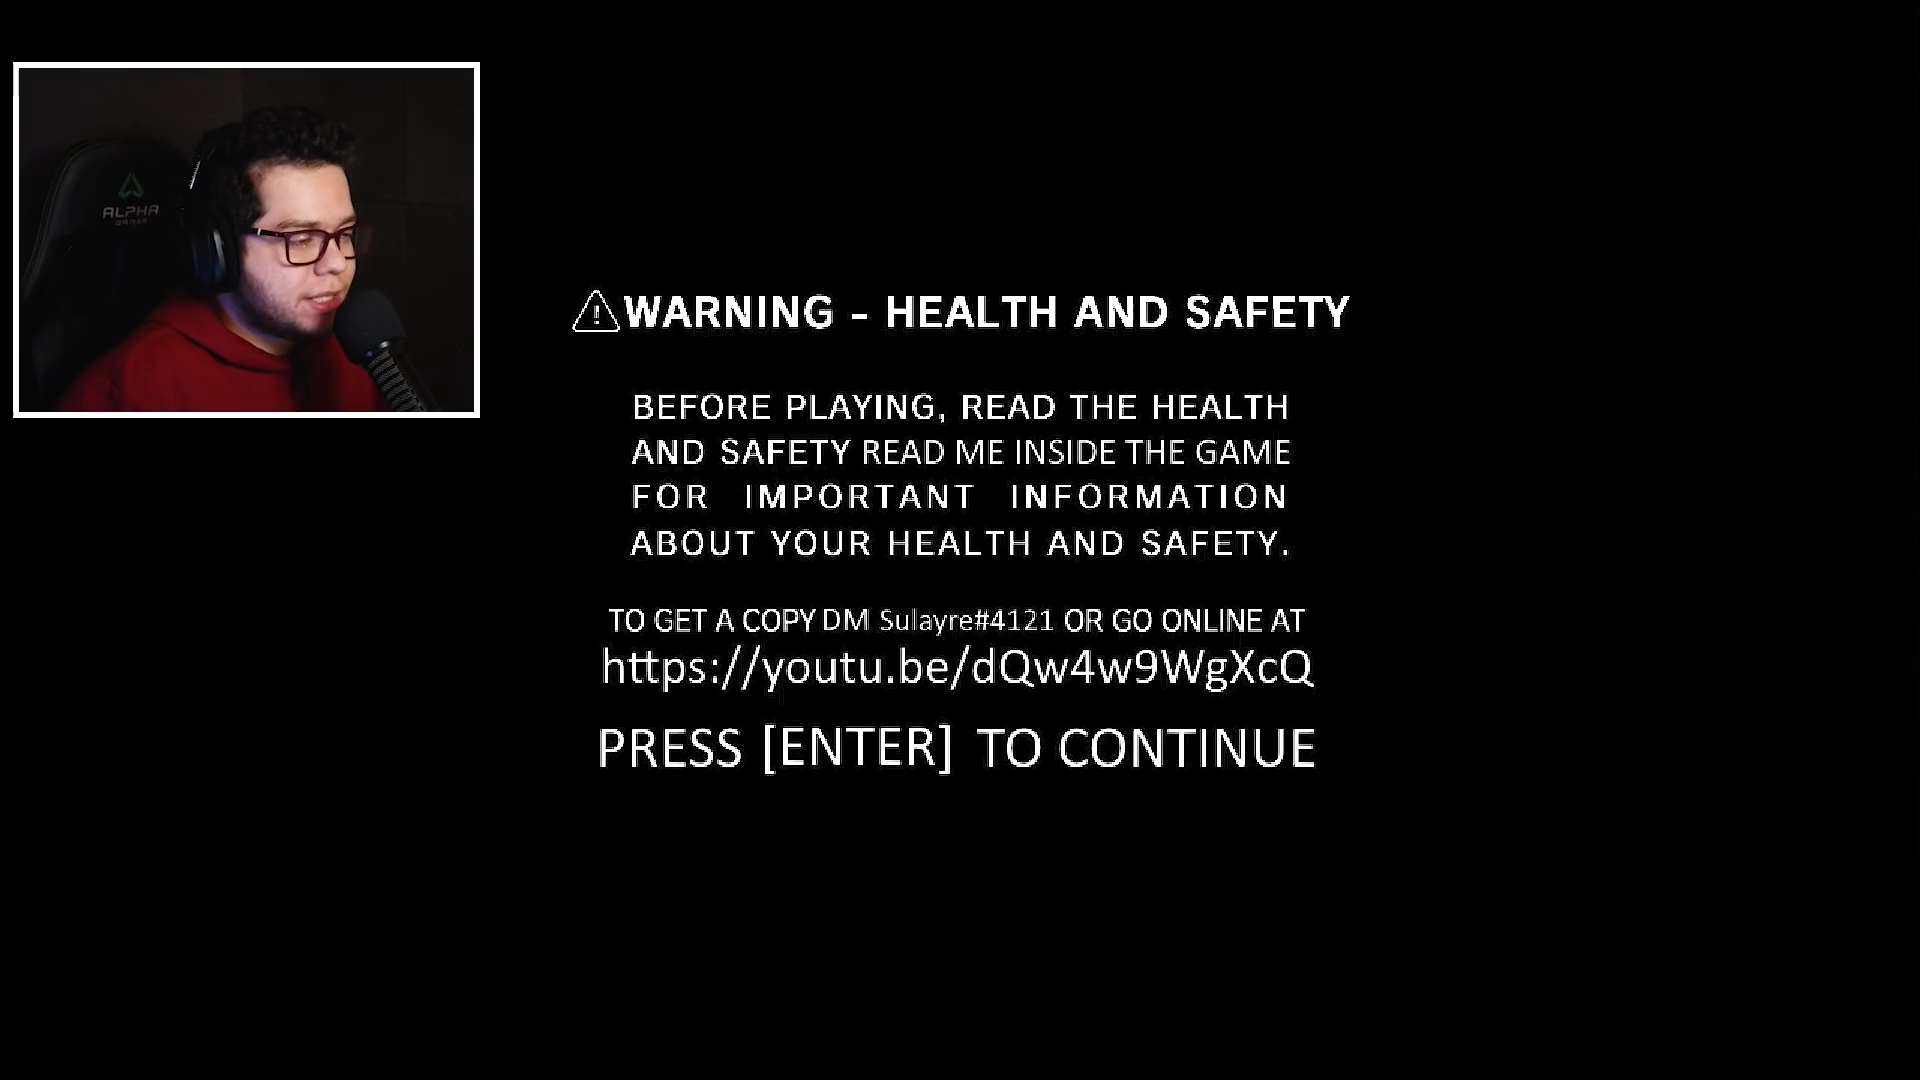 ALPHA
GAMER
⚠WARNING - HEALTH AND SAFETY
BEFORE PLAYING, READ THE HEALTH
AND SAFETY READ ME INSIDE THE GAME
FOR IMPORTANT INFORMATION
ABOUT YOUR HEALTH AND SAFETY.
TO GET A COPY DM Sulayre#4121 OR GO ONLINE AT
https://youtu.be/dQw4w9WgXcQ
PRESS [ENTER] TO CONTINUE